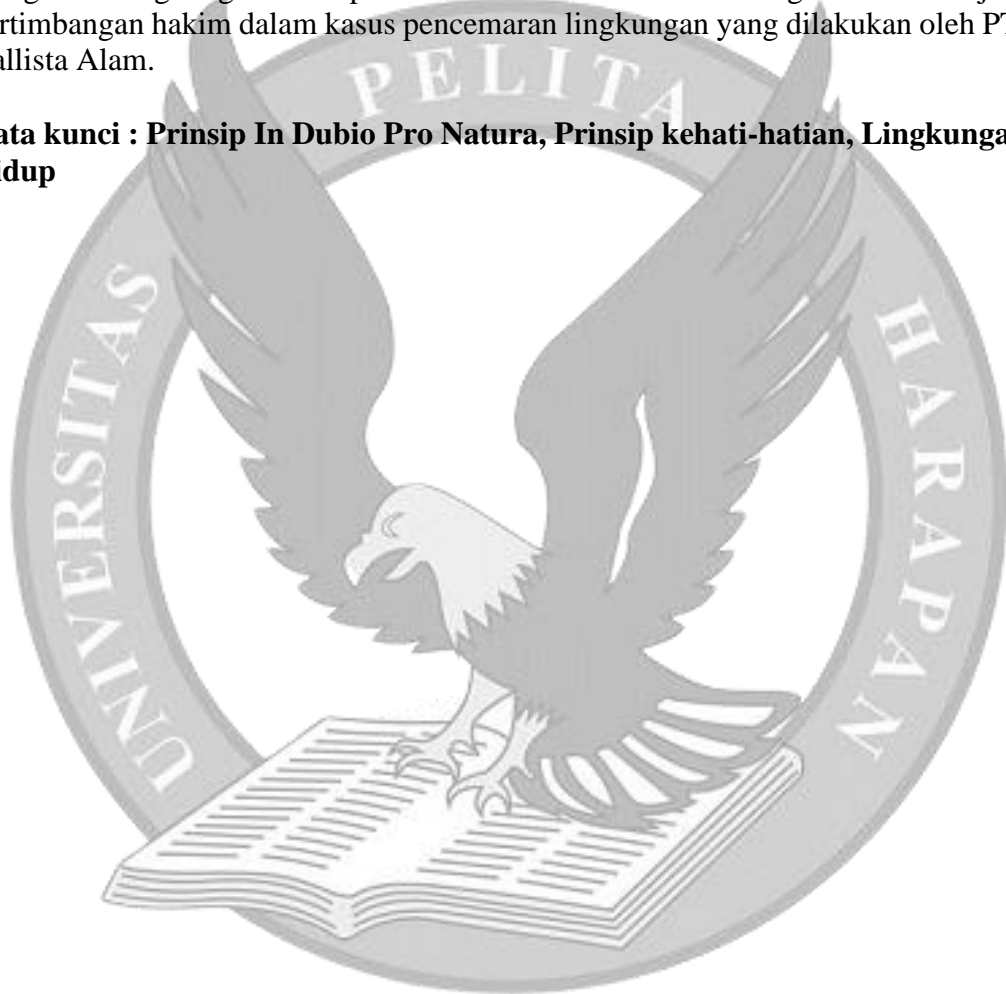 ertimbangan hakim dalam kasus pencemaran lingkungan yang dilakukan oleh PT
allista Alam.
ata kunci : Prinsip In Dubio Pro Natura, Prinsip kehati-hatian, Lingkunga
idup
UNIVERSITAS PELITA HARAPAN